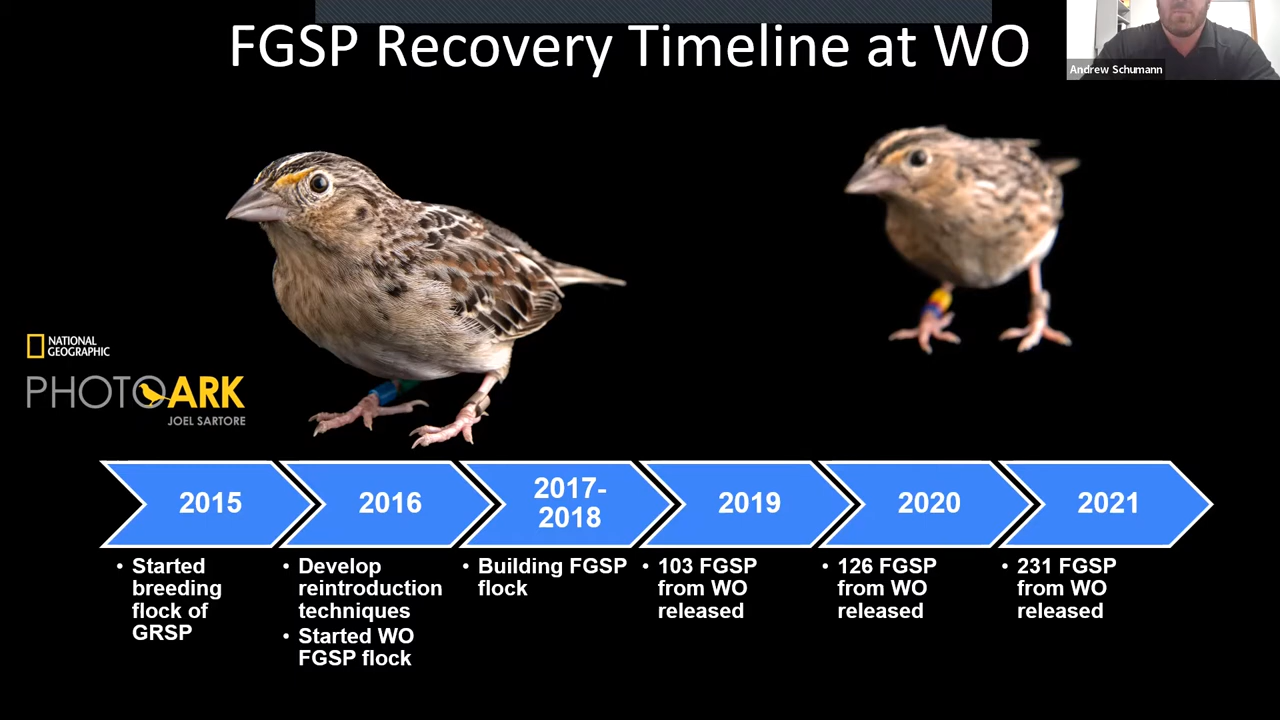 FGSP Recovery Timeline at WO
Andrew Schumann
NATIONAL
GEOGRAPHIC
PHOTOARK
JOEL SARTORE
2015
2016
2017-
2018
2019
2020
2021
• Started
breeding
flock of
GRSP
• Develop
reintroduction
techniques
• Started WO
FGSP flock
• Building FGSP
flock
• 103 FGSP
from WO
released
• 126 FGSP
from WO
released
• 231 FGSP
from WO
released